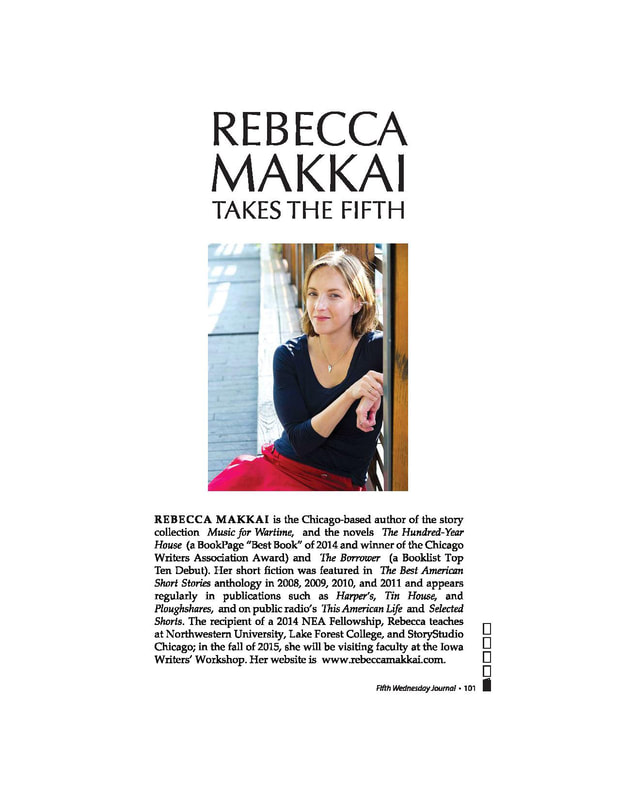 REBECCA
MAKKAI
TAKES THE FIFTH
REBECCA MAKKAI is the Chicago-based author of the story
collection Music for Wartime, and the novels The Hundred-Year
House (a BookPage “Best Book” of 2014 and winner of the Chicago
Writers Association Award) and The Borrower (a Booklist Top
Ten Debut). Her short fiction was featured in The Best American
Short Stories anthology in 2008, 2009, 2010, and 2011 and appears
regularly in publications such as Harper’s, Tin House, and
Ploughshares, and on public radio’s This American Life and Selected
Shorts. The recipient of a 2014 NEA Fellowship, Rebecca teaches
at Northwestern University, Lake Forest College, and StoryStudio
Chicago; in the fall of 2015, she will be visiting faculty at the Iowa
Writers’ Workshop. Her website is www.rebeccamakkai.com.
Fifth Wednesday Journal • 101